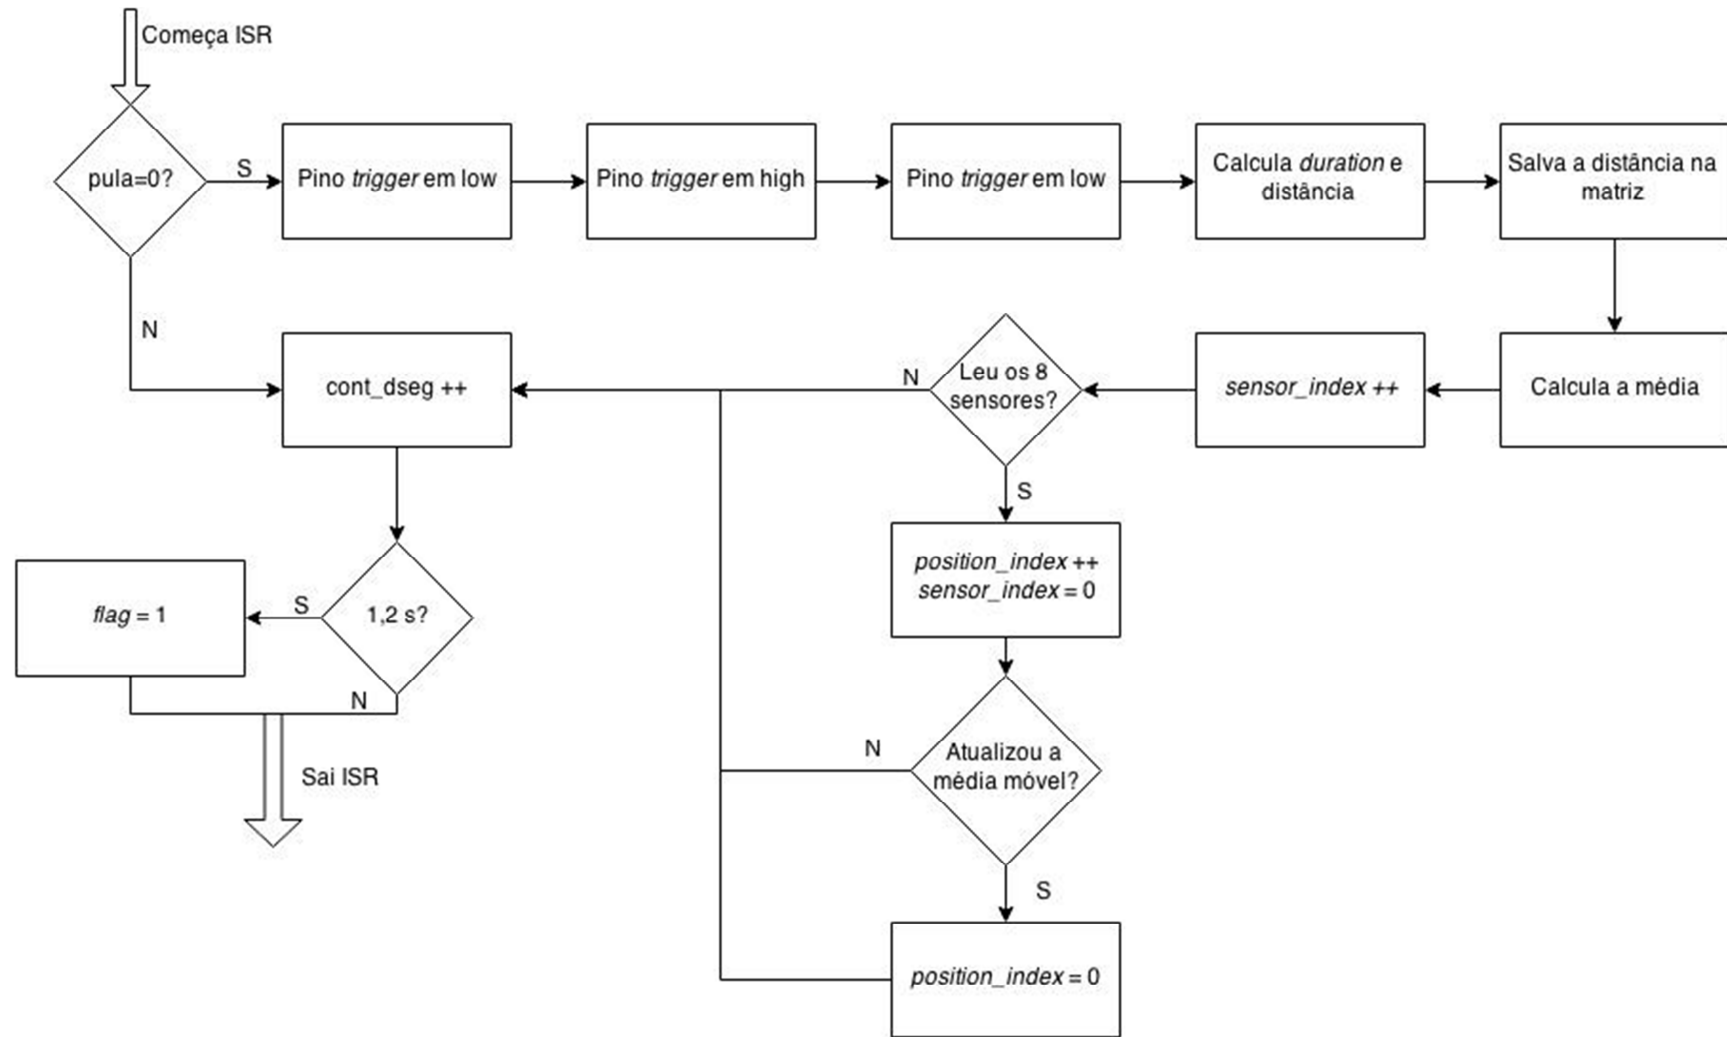 Começa ISR
pula=0?
S
Pino trigger em low
Pino trigger em high
Pino trigger em low
Calcula duration e
distância
Salva a distância na
matriz
N
cont_dseg ++
N
Leu os 8
sensores?
sensor_index ++
Calcula a média
S
position_index ++
sensor_index = 0
flag = 1
S
1,2 s?
N
Sai ISR
N
Atualizou a
média móvel?
S
position_index = 0